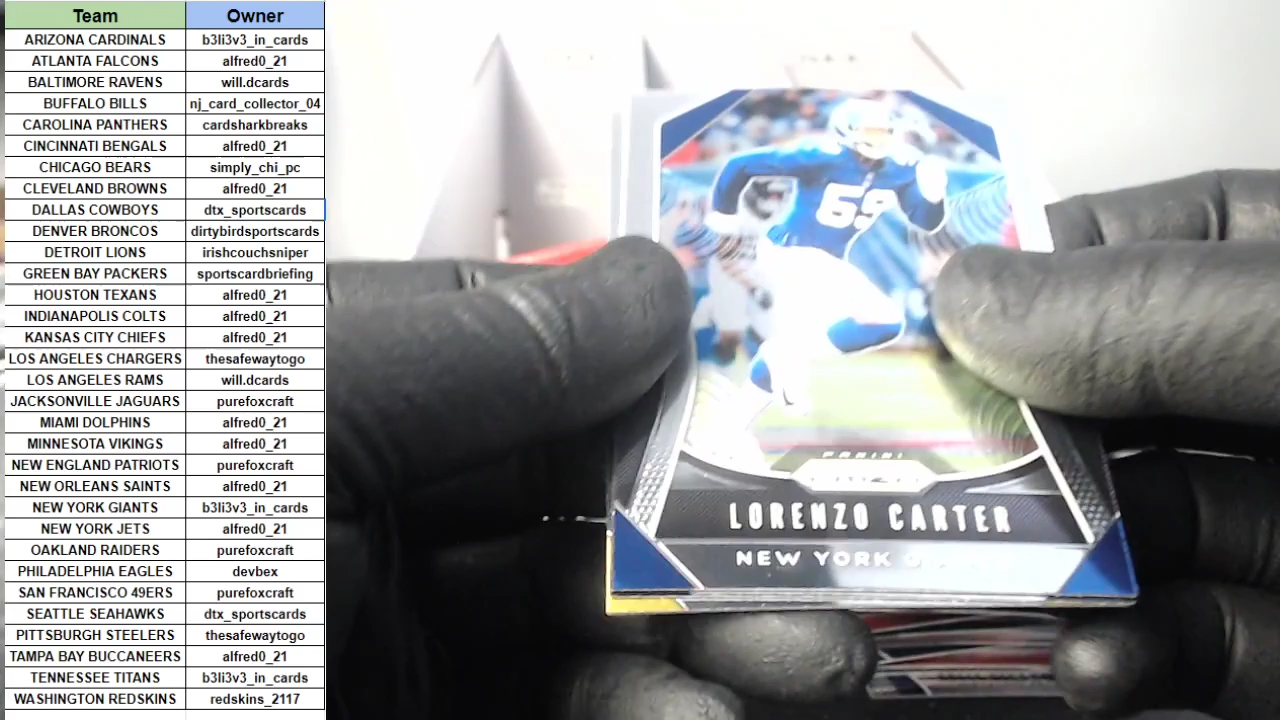 Team Owner
ARIZONA CARDINALS b3li3v3_in_cards
ATLANTA FALCONS alfred0_21
BALTIMORE RAVENS will.dcards
BUFFALO BILLS nj_card_collector_04
CAROLINA PANTHERS cardsharkbreaks
CINCINNATI BENGALS alfred0_21
CHICAGO BEARS simply_chi_pc
CLEVELAND BROWNS alfred0_21
DALLAS COWBOYS dtx_sportscards
DENVER BRONCOS dirtybirdsportscards
DETROIT LIONS irishcouchsniper
GREEN BAY PACKERS sportscardbriefing
HOUSTON TEXANS alfred0_21
INDIANAPOLIS COLTS alfred0_21
KANSAS CITY CHIEFS alfred0_21
LOS ANGELES CHARGERS thesafewaytogo
LOS ANGELES RAMS will.dcards
JACKSONVILLE JAGUARS purefoxcraft
MIAMI DOLPHINS alfred0_21
MINNESOTA VIKINGS alfred0_21
NEW ENGLAND PATRIOTS purefoxcraft
NEW ORLEANS SAINTS alfred0_21
NEW YORK GIANTS b3li3v3_in_cards
NEW YORK JETS alfred0_21
OAKLAND RAIDERS purefoxcraft
PHILADELPHIA EAGLES devbex
SAN FRANCISCO 49ERS purefoxcraft
SEATTLE SEAHAWKS dtx_sportscards
PITTSBURGH STEELERS thesafewaytogo
TAMPA BAY BUCCANEERS alfred0_21
TENNESSEE TITANS b3li3v3_in_cards
WASHINGTON REDSKINS redskins_2117
59
PANINI
LORENZO CARTER
NEW YORK